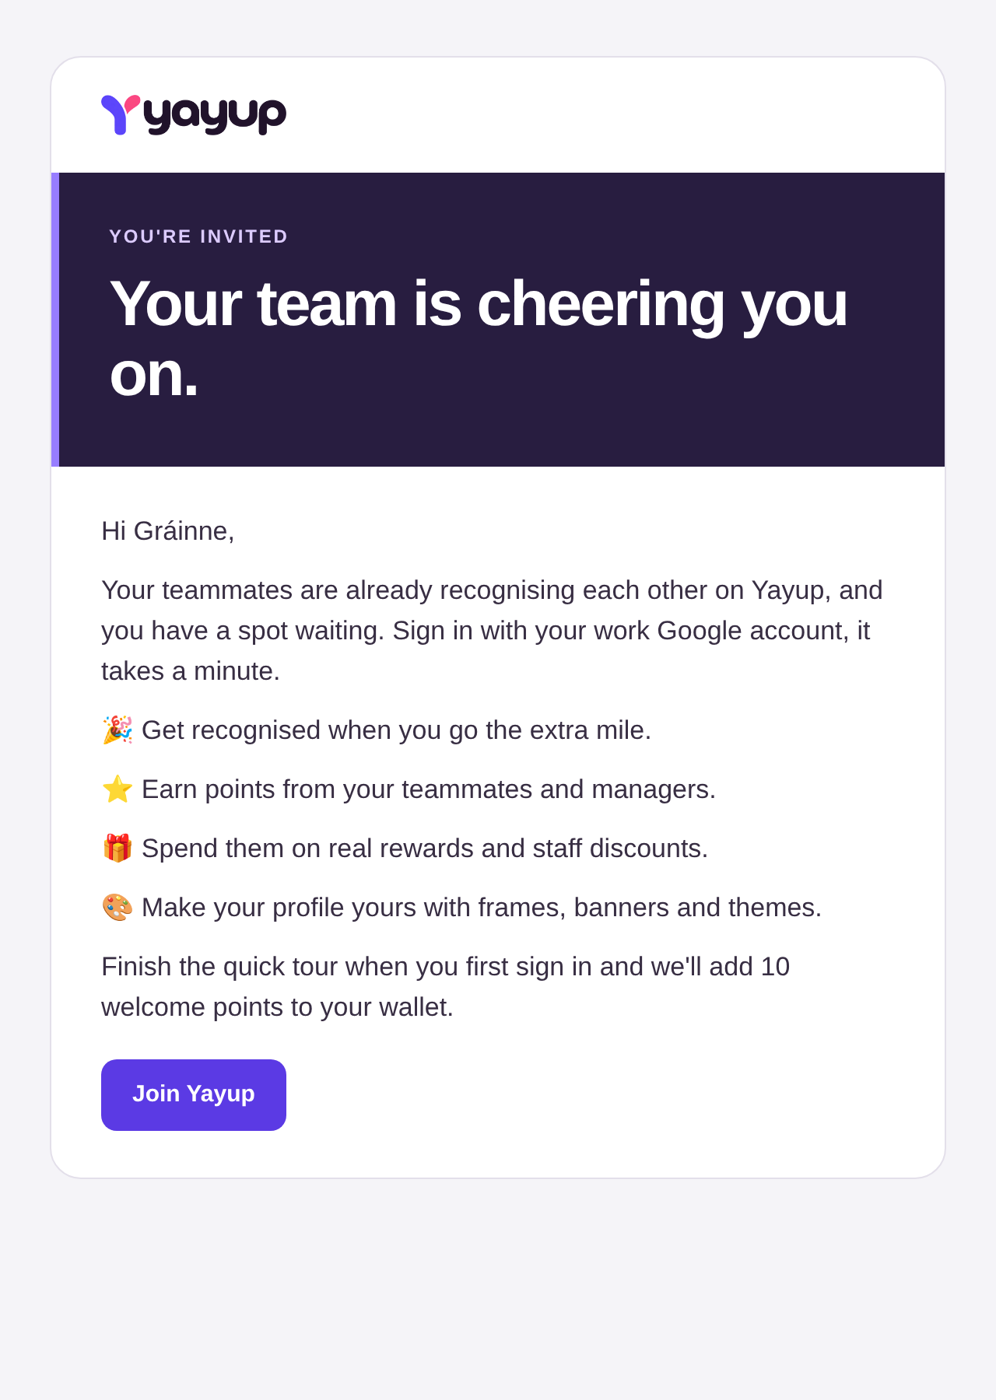 yayup
YOU'RE INVITED
Your team is cheering you
on.
Hi Gráinne,
Your teammates are already recognising each other on Yayup, and
you have a spot waiting. Sign in with your work Google account, it
takes a minute.
🎉 Get recognised when you go the extra mile.
⭐ Earn points from your teammates and managers.
🎁 Spend them on real rewards and staff discounts.
🎨 Make your profile yours with frames, banners and themes.
Finish the quick tour when you first sign in and we'll add 10
welcome points to your wallet.
Join Yayup